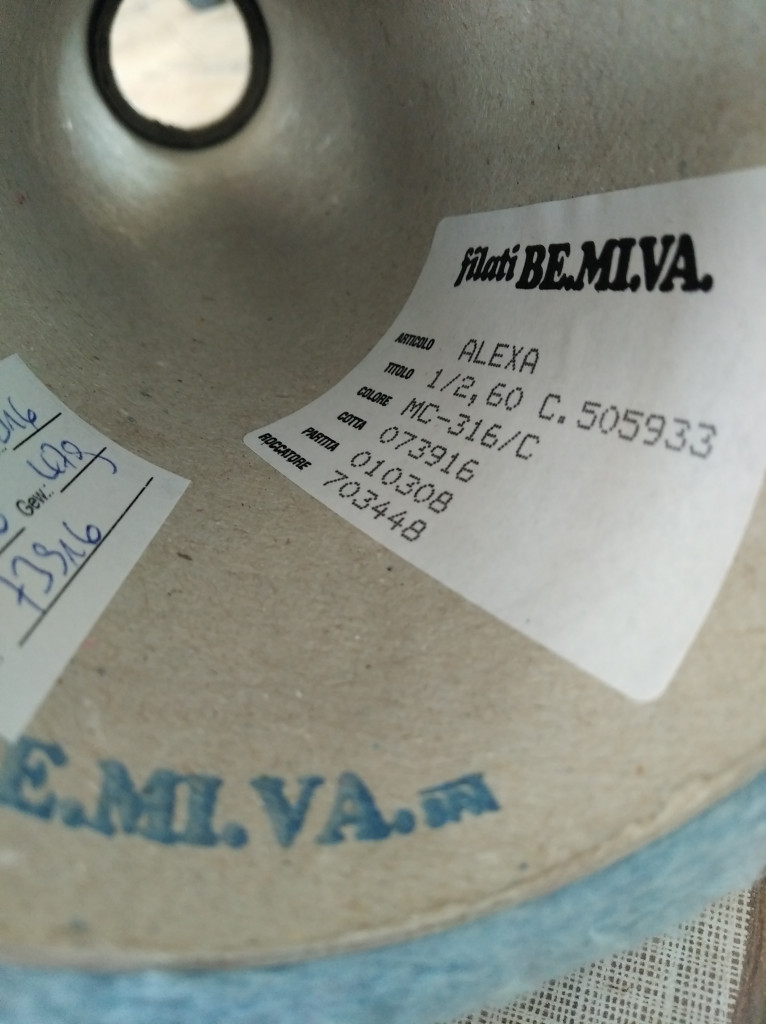 filati BE.MI.VA.
ARTICOLO ALEXA
TITOLO 1/2,60 C.505933
COLORE MC-316/C
COTTA 073916
PARTITA 010308
ROCCATORE 703448
Gew.:
73916
E.MI.VA.